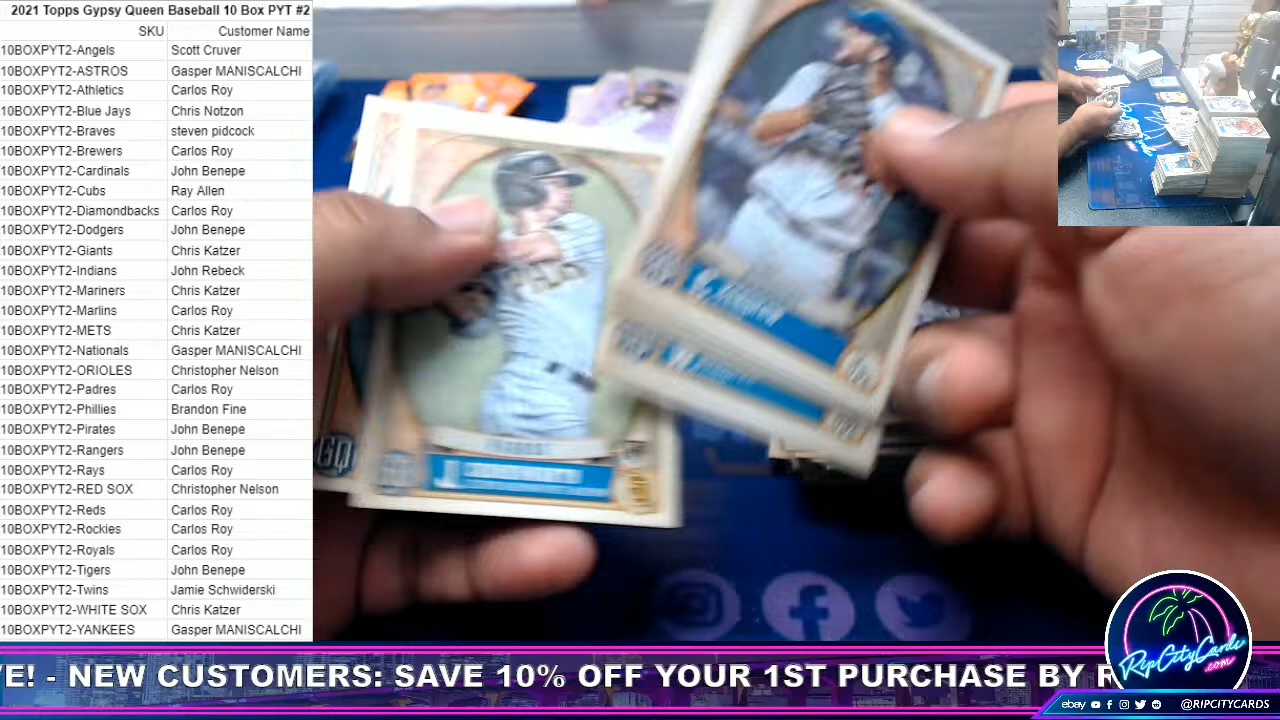 2021 Topps Gypsy Queen Baseball 10 Box PYT #2
SKU Customer Name
10BOXPYT2-Angels Scott Cruver
10BOXPYT2-ASTROS Gasper MANISCALCHI
10BOXPYT2-Athletics Carlos Roy
10BOXPYT2-Blue Jays Chris Notzon
10BOXPYT2-Braves steven pidcock
10BOXPYT2-Brewers Carlos Roy
10BOXPYT2-Cardinals John Benepe
10BOXPYT2-Cubs Ray Allen
10BOXPYT2-Diamondbacks Carlos Roy
10BOXPYT2-Dodgers John Benepe
10BOXPYT2-Giants Chris Katzer
10BOXPYT2-Indians John Rebeck
10BOXPYT2-Mariners Chris Katzer
10BOXPYT2-Marlins Carlos Roy
10BOXPYT2-METS Chris Katzer
10BOXPYT2-Nationals Gasper MANISCALCHI
10BOXPYT2-ORIOLES Christopher Nelson
10BOXPYT2-Padres Carlos Roy
10BOXPYT2-Phillies Brandon Fine
10BOXPYT2-Pirates John Benepe
10BOXPYT2-Rangers John Benepe
10BOXPYT2-Rays Carlos Roy
10BOXPYT2-RED SOX Christopher Nelson
10BOXPYT2-Reds Carlos Roy
10BOXPYT2-Rockies Carlos Roy
10BOXPYT2-Royals Carlos Roy
10BOXPYT2-Tigers John Benepe
10BOXPYT2-Twins Jamie Schwiderski
10BOXPYT2-WHITE SOX Chris Katzer
10BOXPYT2-YANKEES Gasper MANISCALCHI
GQ
VE! - NEW CUSTOMERS: SAVE 10% OFF YOUR 1ST PURCHASE BY R
RipCityCards
.com
ebay @RIPCITYCARDS